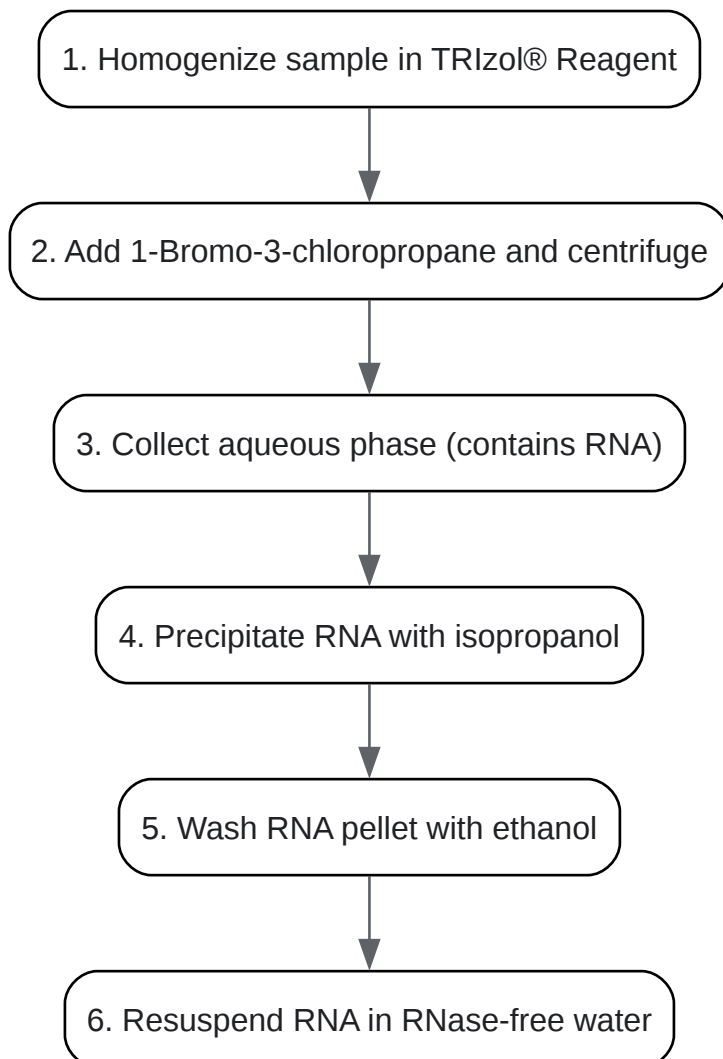 1. Homogenize sample in TRIzol® Reagent
2. Add 1-Bromo-3-chloropropane and centrifuge
3. Collect aqueous phase (contains RNA)
4. Precipitate RNA with isopropanol
5. Wash RNA pellet with ethanol
6. Resuspend RNA in RNase-free water